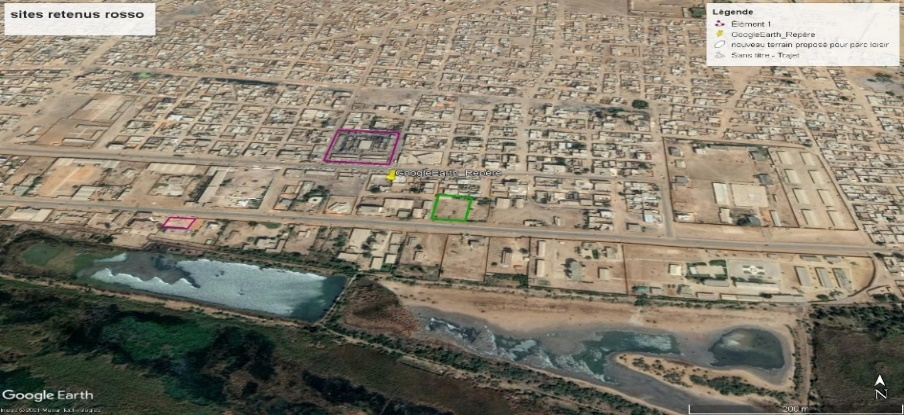 sites retenus rosso
Légende
Élément 1
GoogleEarth_Repère
nouveau terrain proposé pour parc loisir
Sans titre - Trajet
GoogleEarth_Repère
Google Earth
N
200 m